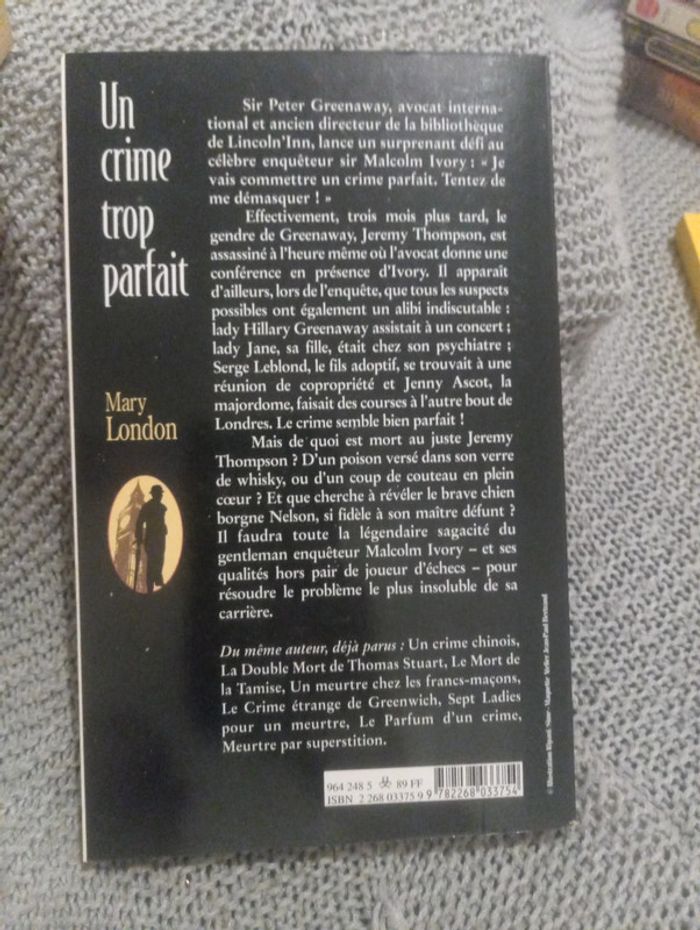 Un
crime
trop
parfait
Mary
London
Sir Peter Greenaway, avocat interna-
tional et ancien directeur de la bibliothèque
de Lincoln'Inn, lance un surprenant défi au
célèbre enquêteur sir Malcolm Ivory : « Je
vais commettre un crime parfait. Tentez de
me démasquer ! »
Effectivement, trois mois plus tard, le
gendre de Greenaway, Jeremy Thompson, est
assassiné à l'heure même où l'avocat donne une
conférence en présence d'Ivory. Il apparaît
d'ailleurs, lors de l'enquête, que tous les suspects
possibles ont également un alibi indiscutable :
lady Hillary Greenaway assistait à un concert ;
lady Jane, sa fille, était chez son psychiatre ;
Serge Leblond, le fils adoptif, se trouvait à une
réunion de copropriété et Jenny Ascot, la
majordome, faisait des courses à l'autre bout de
Londres. Le crime semble bien parfait !
Mais de quoi est mort au juste Jeremy
Thompson ? D'un poison versé dans son verre
de whisky, ou d'un coup de couteau en plein
cœur ? Et que cherche à révéler le brave chien
borgne Nelson, si fidèle à son maître défunt ?
Il faudra toute la légendaire sagacité du
gentleman enquêteur Malcolm Ivory – et ses
qualités hors pair de joueur d'échecs – pour
résoudre le problème le plus insoluble de sa
carrière.
Du même auteur, déjà parus : Un crime chinois,
La Double Mort de Thomas Stuart, Le Mort de
la Tamise, Un meurtre chez les francs-maçons,
Le Crime étrange de Greenwich, Sept Ladies
pour un meurtre, Le Parfum d'un crime,
Meurtre par superstition.
964 248 5 89 FF
ISBN 2 268 03375 9
9 782268 033754
© Illustration Maquette Atelier Jean-Paul Bertrand